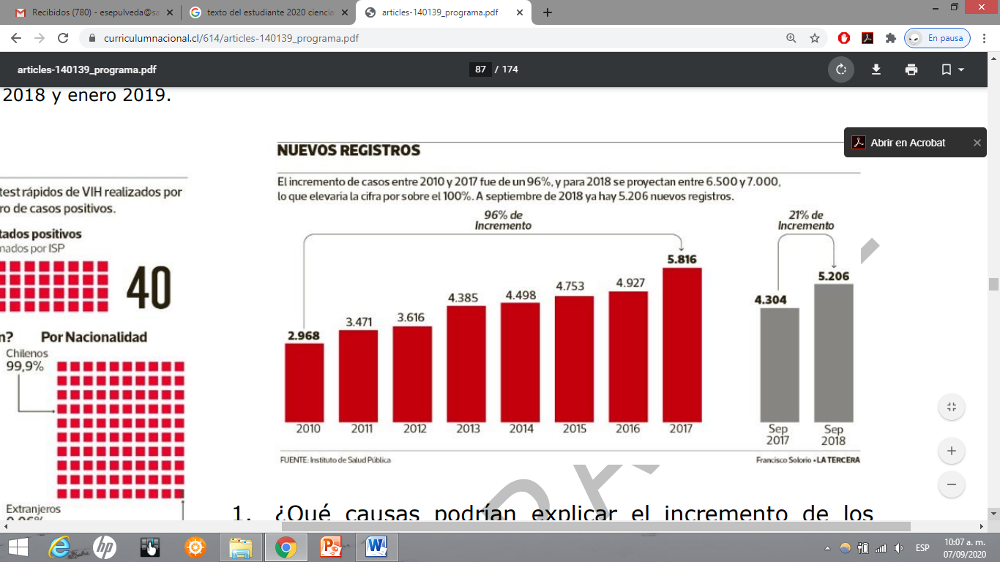 Recibidos (780) - esepulveda@sa
texto del estudiante 2020 ciencia
articles-140139_programa.pdf
curriculumnacional.cl/614/articles-140139_programa.pdf
En pausa
articles-140139_programa.pdf
87 / 174
2018 y enero 2019.
Abrir en Acrobat
test rápidos de VIH realizados por
ro de casos positivos.
tados positivos
mados por ISP
40
n? Por Nacionalidad
Chilenos
99,9%
Extranjeros
NUEVOS REGISTROS
El incremento de casos entre 2010 y 2017 fue de un 96%, y para 2018 se proyectan entre 6.500 y 7.000,
lo que elevaría la cifra por sobre el 100%. A septiembre de 2018 ya hay 5.206 nuevos registros.
96% de
Incremento
21% de
Incremento
2.968
3.471
3.616
4.385
4.498
4.753
4.927
5.816
4.304
5.206
2010 2011 2012 2013 2014 2015 2016 2017
Sep
2017
Sep
2018
FUENTE: Instituto de Salud Pública
Francisco Solorio • LA TERCERA
1. ¿Qué causas podrían explicar el incremento de los
ESP
10:07 a. m.
07/09/2020